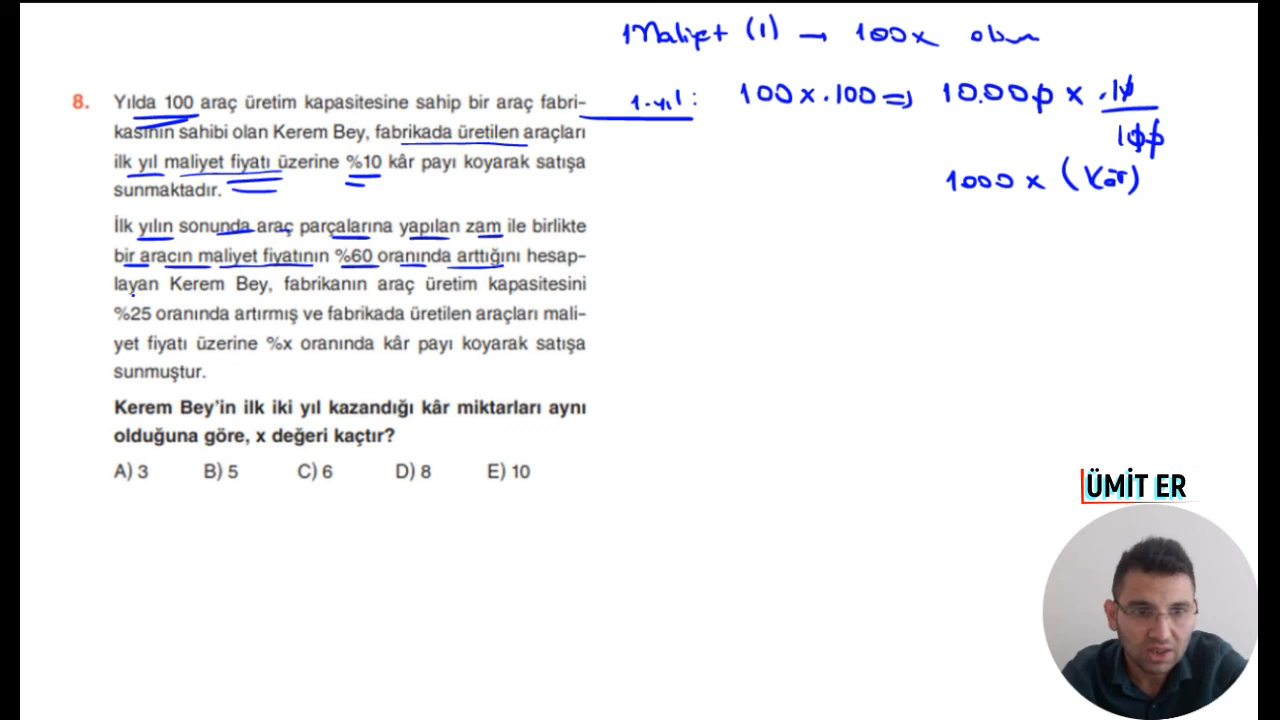 Maliyet (1) → 100x olsun
8. Yılda 100 araç üretim kapasitesine sahip bir araç fabri-
kasının sahibi olan Kerem Bey, fabrikada üretilen araçları
ilk yıl maliyet fiyatı üzerine %10 kâr payı koyarak satışa
sunmaktadır.
İlk yılın sonunda araç parçalarına yapılan zam ile birlikte
bir aracın maliyet fiyatının %60 oranında arttığını hesap-
layan Kerem Bey, fabrikanın araç üretim kapasitesini
%25 oranında artırmış ve fabrikada üretilen araçları mali-
yet fiyatı üzerine %x oranında kâr payı koyarak satışa
sunmuştur.
Kerem Bey'in ilk iki yıl kazandığı kâr miktarları aynı
olduğuna göre, x değeri kaçtır?
A) 3 B) 5 C) 6 D) 8 E) 10
1.yıl: 100x.100 => 10.000x . 10/100
1000x (Kâr)
ÜMİT ER